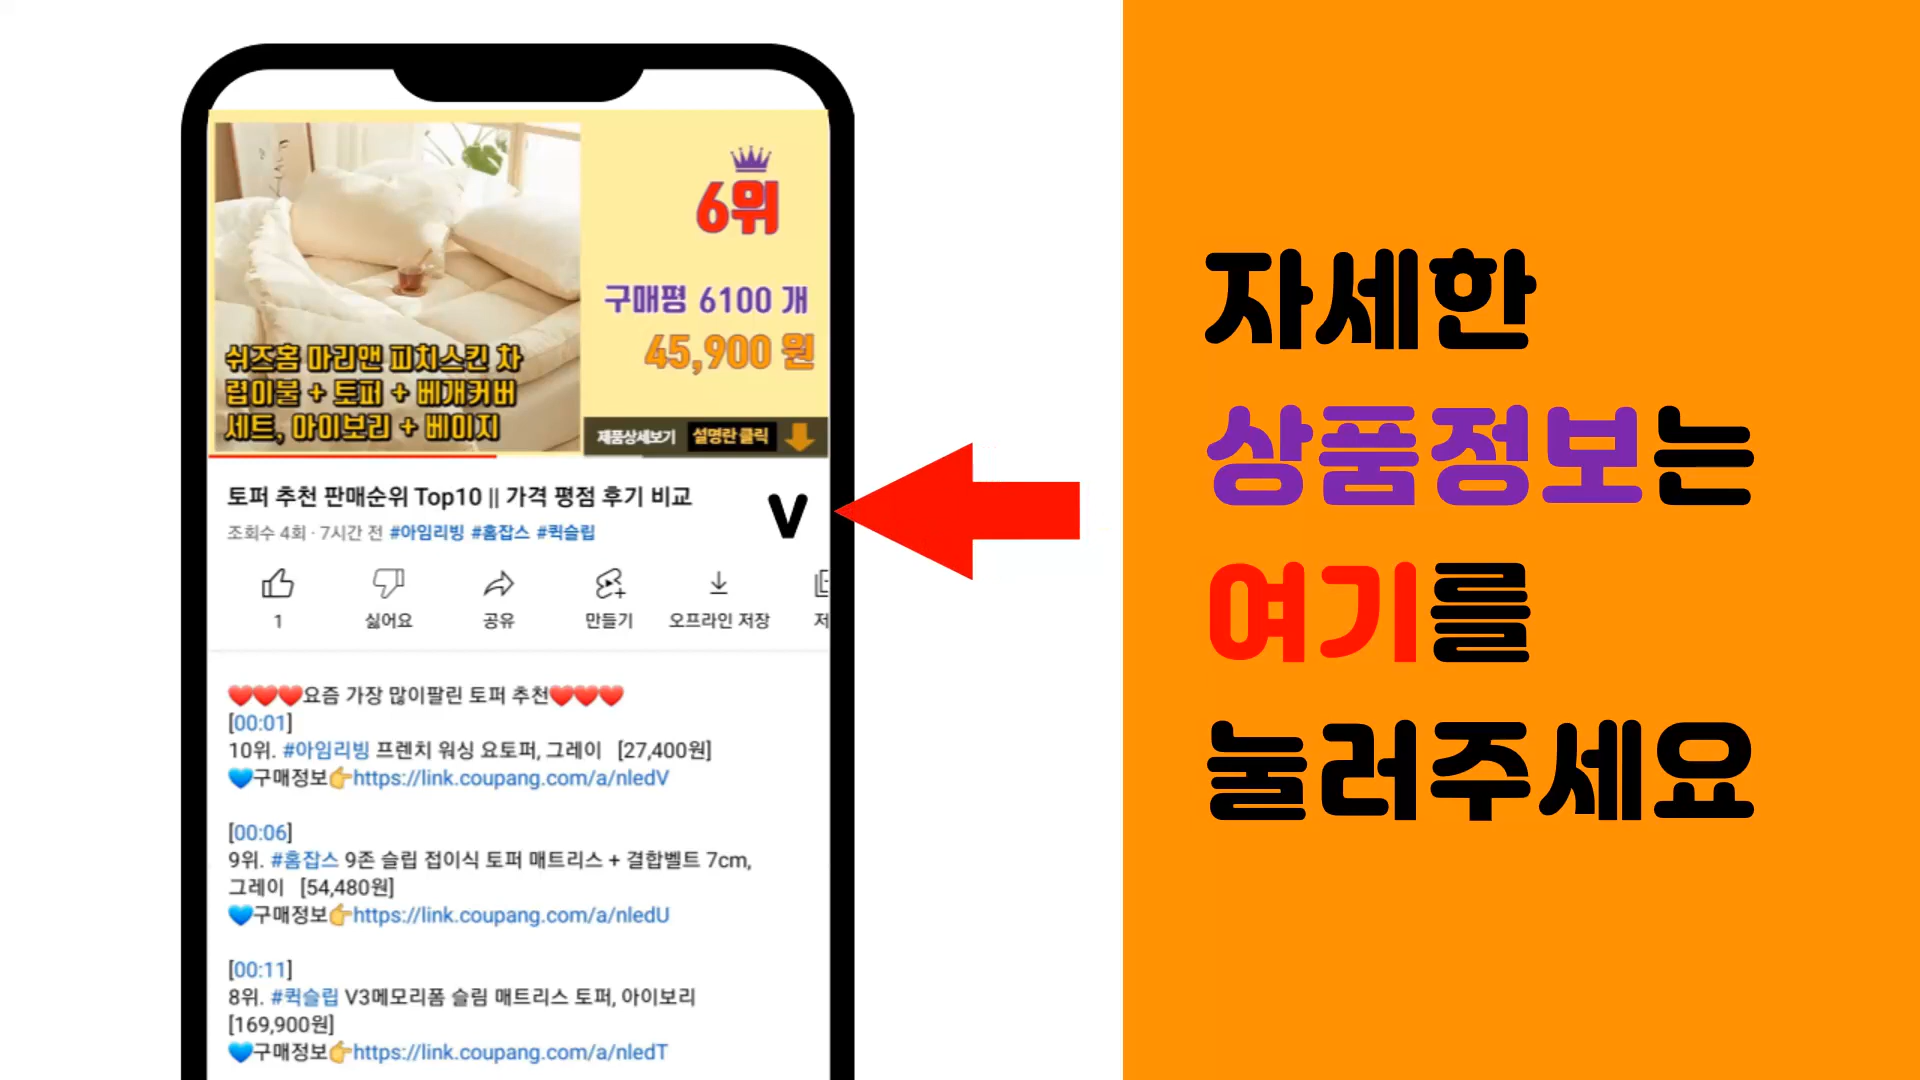 6위
구매평 6100 개
45,900 원
쉬즈홈 마리앤 피치스킨 차
렵이불 + 토퍼 + 베개커버
세트, 아이보리 + 베이지
제품상세보기 설명란 클릭
토퍼 추천 판매순위 Top10 || 가격 평점 후기 비교
V
조회수 4회 · 7시간 전 #아임리빙 #홈잡스 #퀵슬립
1 싫어요 공유 만들기 오프라인 저장 저
❤️❤️❤️요즘 가장 많이팔린 토퍼 추천❤️❤️❤️
[00:01]
10위. #아임리빙 프렌치 워싱 요토퍼, 그레이 [27,400원]
💙구매정보👉https://link.coupang.com/a/nledV
[00:06]
9위. #홈잡스 9존 슬립 접이식 토퍼 매트리스 + 결합벨트 7cm,
그레이 [54,480원]
💙구매정보👉https://link.coupang.com/a/nledU
[00:11]
8위. #퀵슬립 V3메모리폼 슬림 매트리스 토퍼, 아이보리
[169,900원]
💙구매정보👉https://link.coupang.com/a/nledT
자세한
상품정보는
여기를
눌러주세요